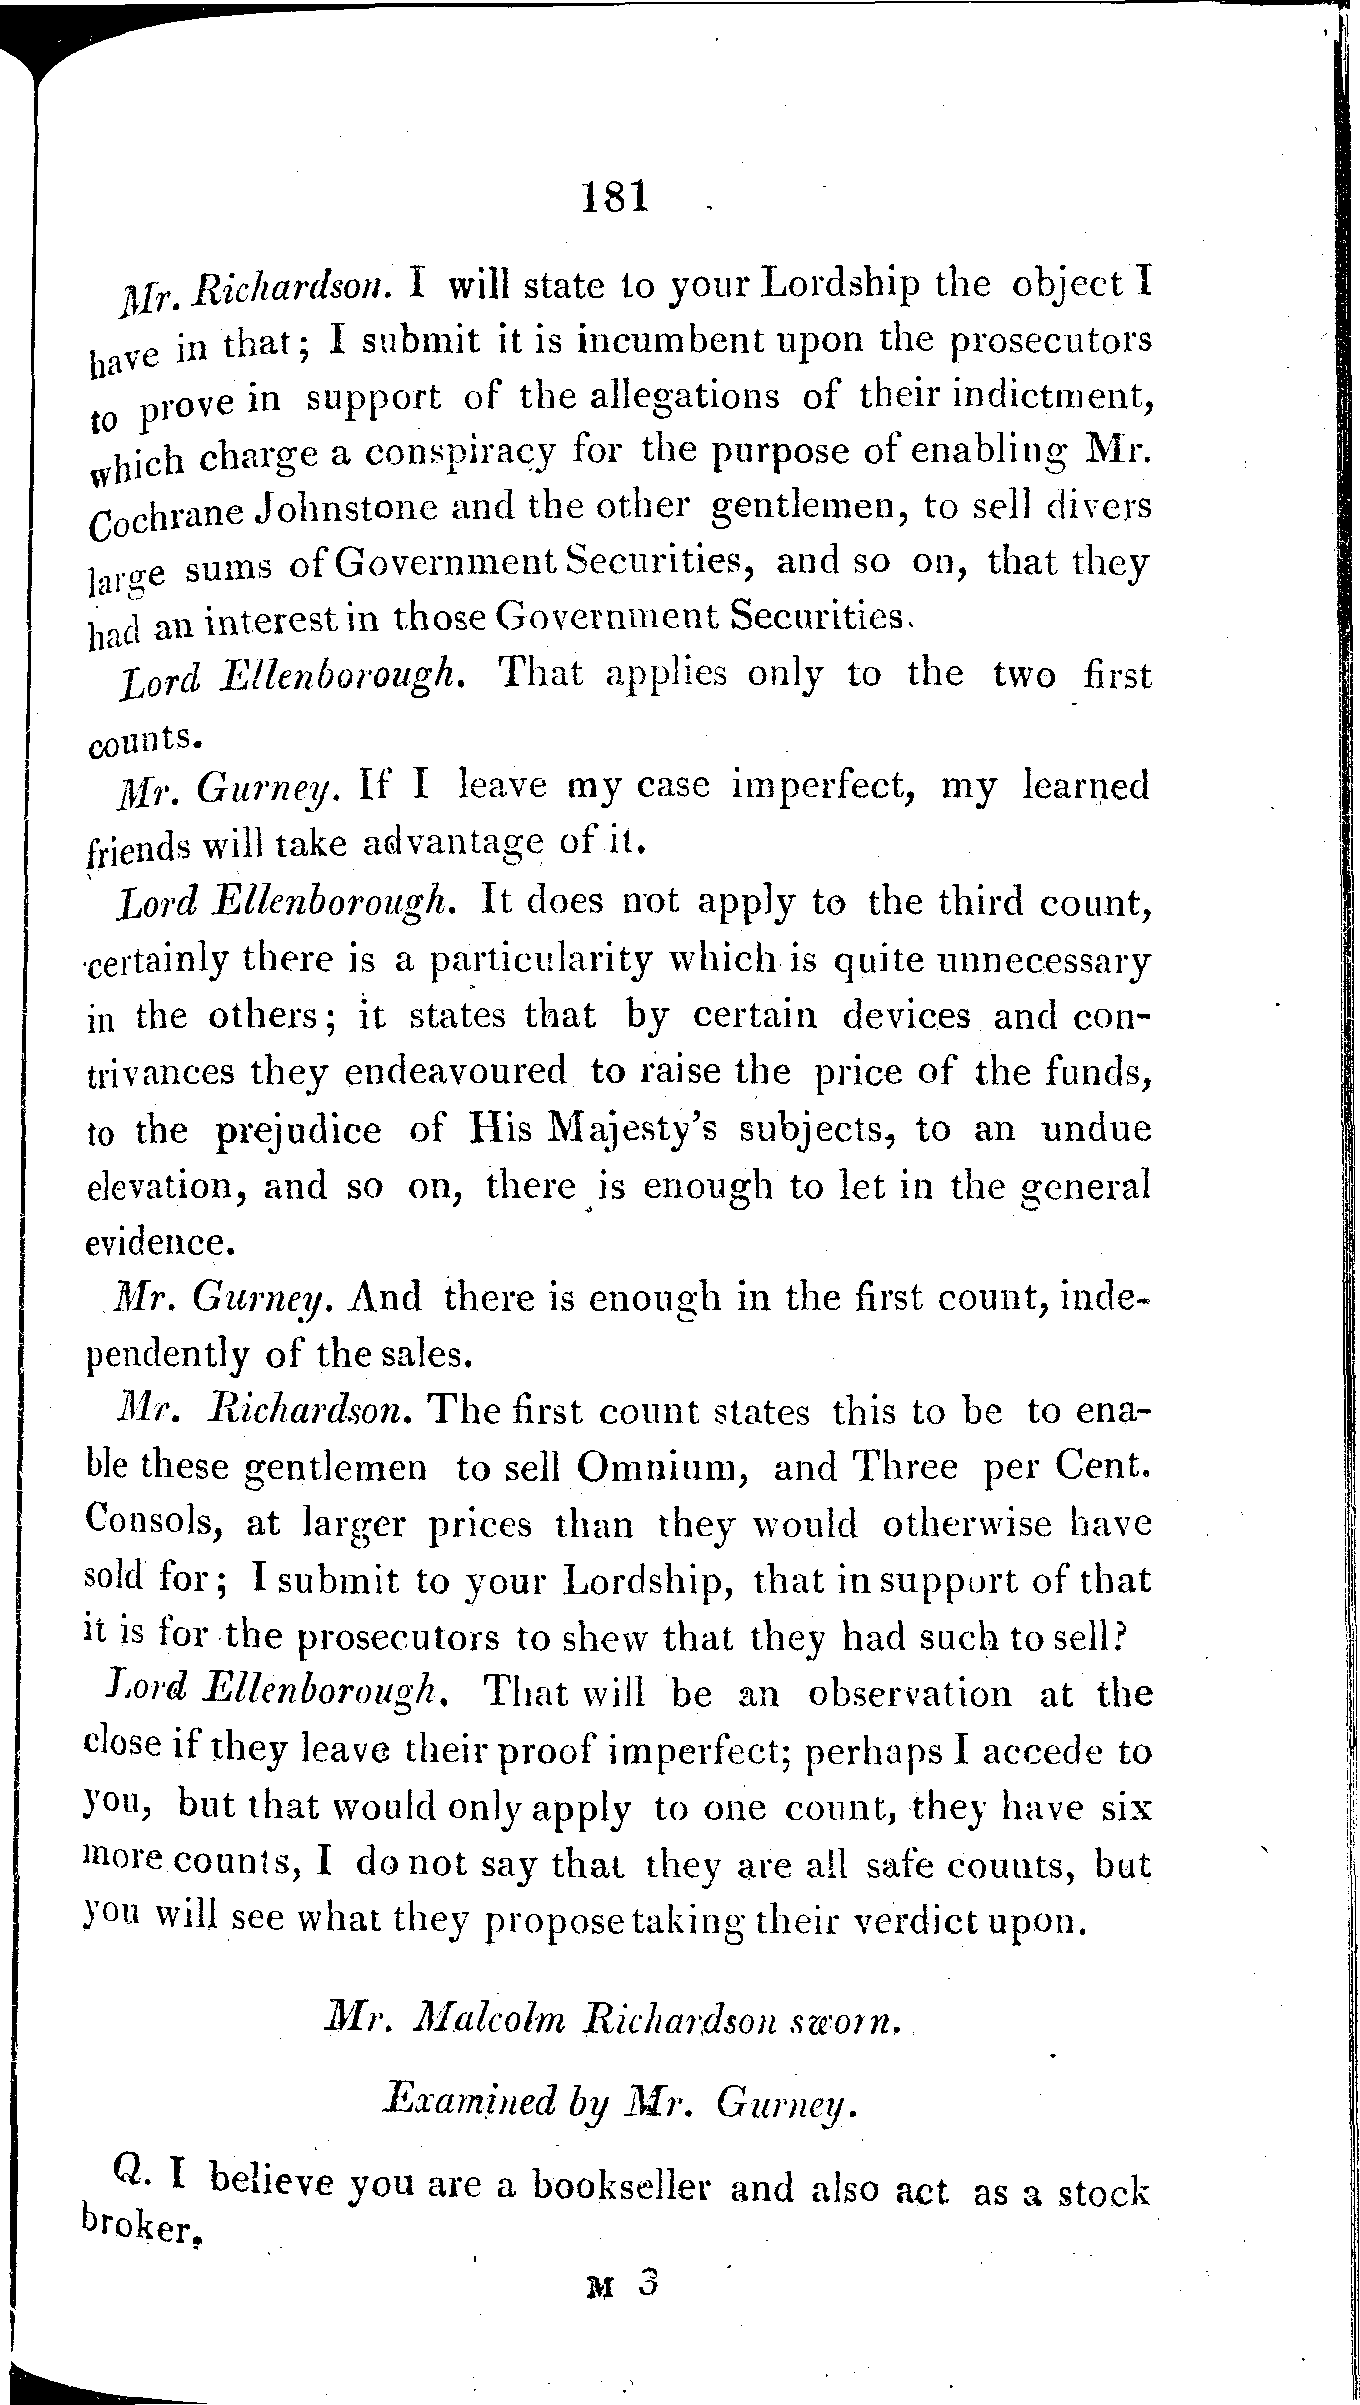 181
Mr. Richardson. I will state to your Lordship the object I
have in that; I submit it is incumbent upon the prosecutors
to prove in support of the allegations of their indictment,
which charge a conspiracy for the purpose of enabling Mr.
Cochrane Johnstone and the other gentlemen, to sell divers
large sums of Government Securities, and so on, that they
had an interest in those Government Securities.
Lord Ellenborough. That applies only to the two first
counts.
Mr. Gurney. If I leave my case imperfect, my learned
friends will take advantage of it.
Lord Ellenborough. It does not apply to the third count,
certainly there is a particularity which is quite unnecessary
in the others; it states that by certain devices and con-
trivances they endeavoured to raise the price of the funds,
to the prejudice of His Majesty's subjects, to an undue
elevation, and so on, there is enough to let in the general
evidence.
Mr. Gurney. And there is enough in the first count, inde-
pendently of the sales.
Mr. Richardson. The first count states this to be to ena-
ble these gentlemen to sell Omnium, and Three per Cent.
Consols, at larger prices than they would otherwise have
sold for; I submit to your Lordship, that in support of that
it is for the prosecutors to shew that they had such to sell?
Lord Ellenborough. That will be an observation at the
close if they leave their proof imperfect; perhaps I accede to
you, but that would only apply to one count, they have six
more counts, I do not say that they are all safe counts, but
you will see what they propose taking their verdict upon.
Mr. Malcolm Richardson sworn.
Examined by Mr. Gurney.
Q. I believe you are a bookseller and also act as a stock
broker.
M 3